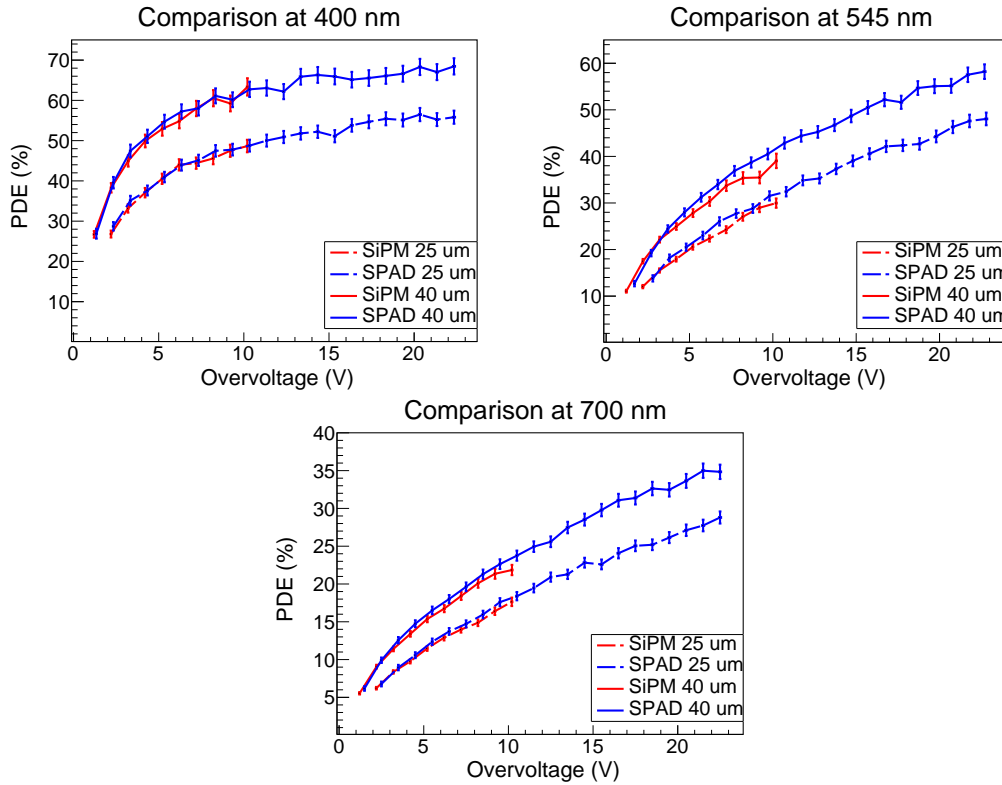 Comparison at 400 nm
PDE (%)
70
60
50
40
30
20
10
SiPM 25 um
SPAD 25 um
SiPM 40 um
SPAD 40 um
0 5 10 15 20
Overvoltage (V)
Comparison at 545 nm
PDE (%)
60
50
40
30
20
10
SiPM 25 um
SPAD 25 um
SiPM 40 um
SPAD 40 um
0 5 10 15 20
Overvoltage (V)
Comparison at 700 nm
PDE (%)
40
35
30
25
20
15
10
5
SiPM 25 um
SPAD 25 um
SiPM 40 um
SPAD 40 um
0 5 10 15 20
Overvoltage (V)